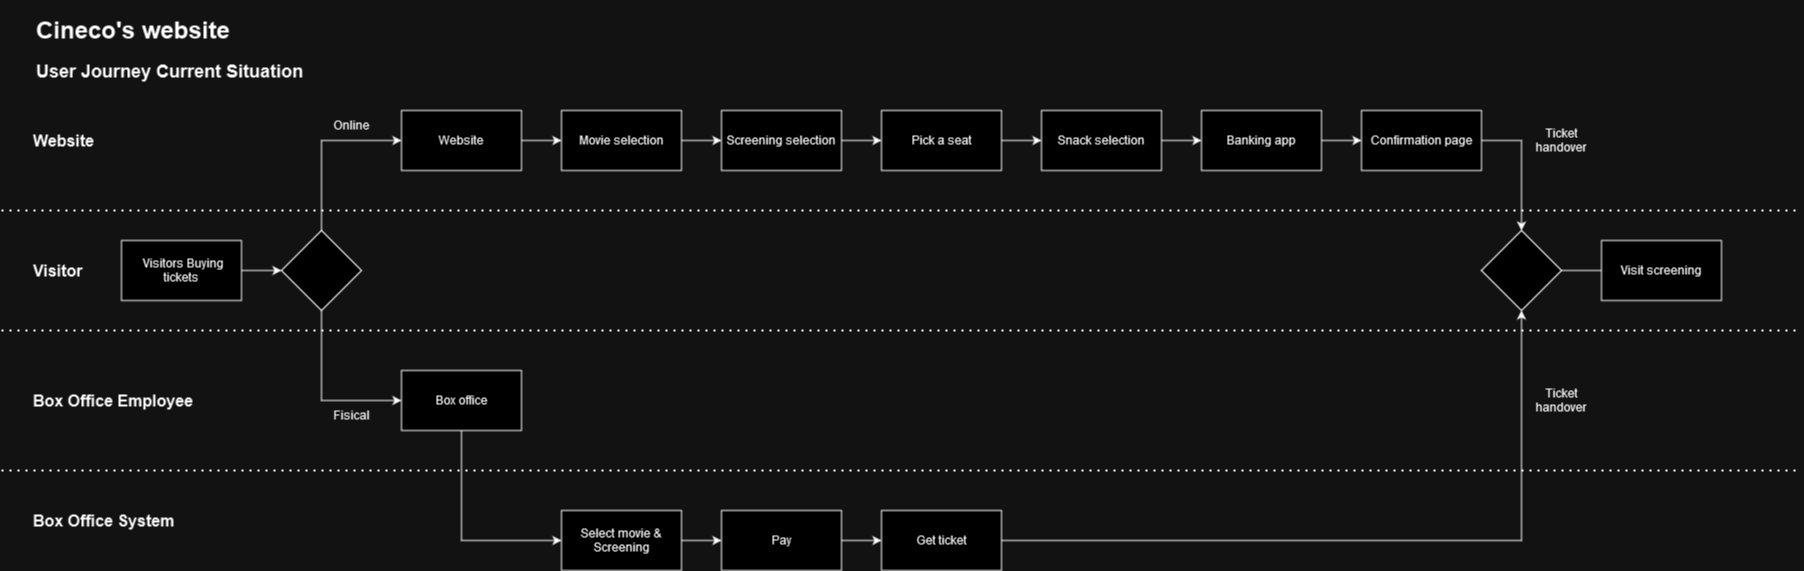 Cineco's website
User Journey Current Situation
Website
Online
Website
Movie selection
Screening selection
Pick a seat
Snack selection
Banking app
Confirmation page
Ticket
handover
Visitor
Visitors Buying
tickets
Visit screening
Box Office Employee
Fisical
Box office
Ticket
handover
Box Office System
Select movie &
Screening
Pay
Get ticket